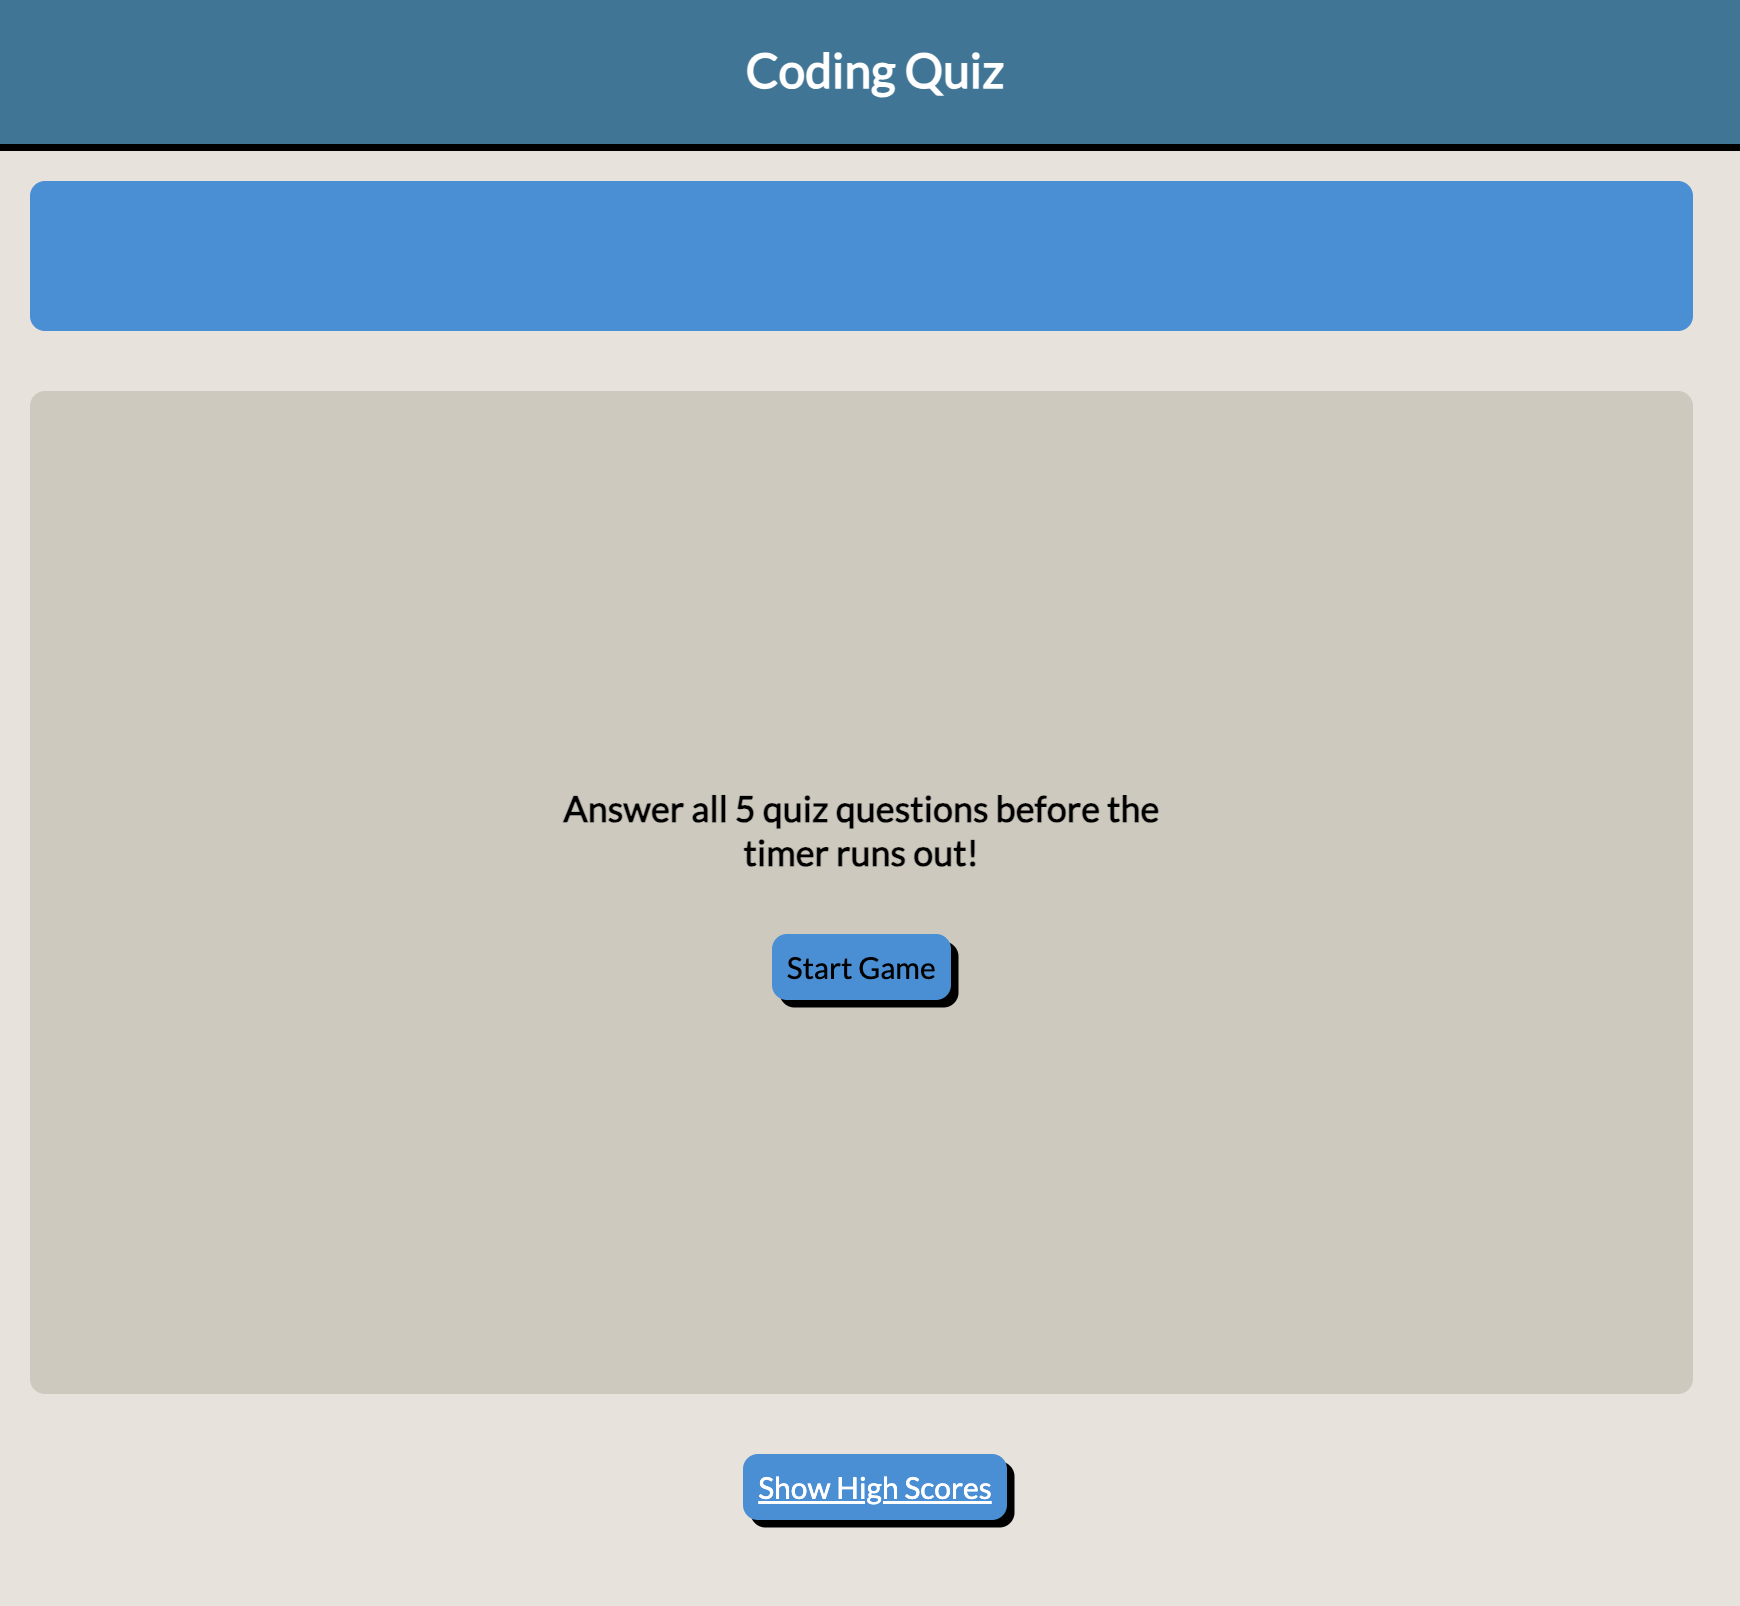 Coding Quiz
Answer all 5 quiz questions before the
timer runs out!
Start Game
Show High Scores